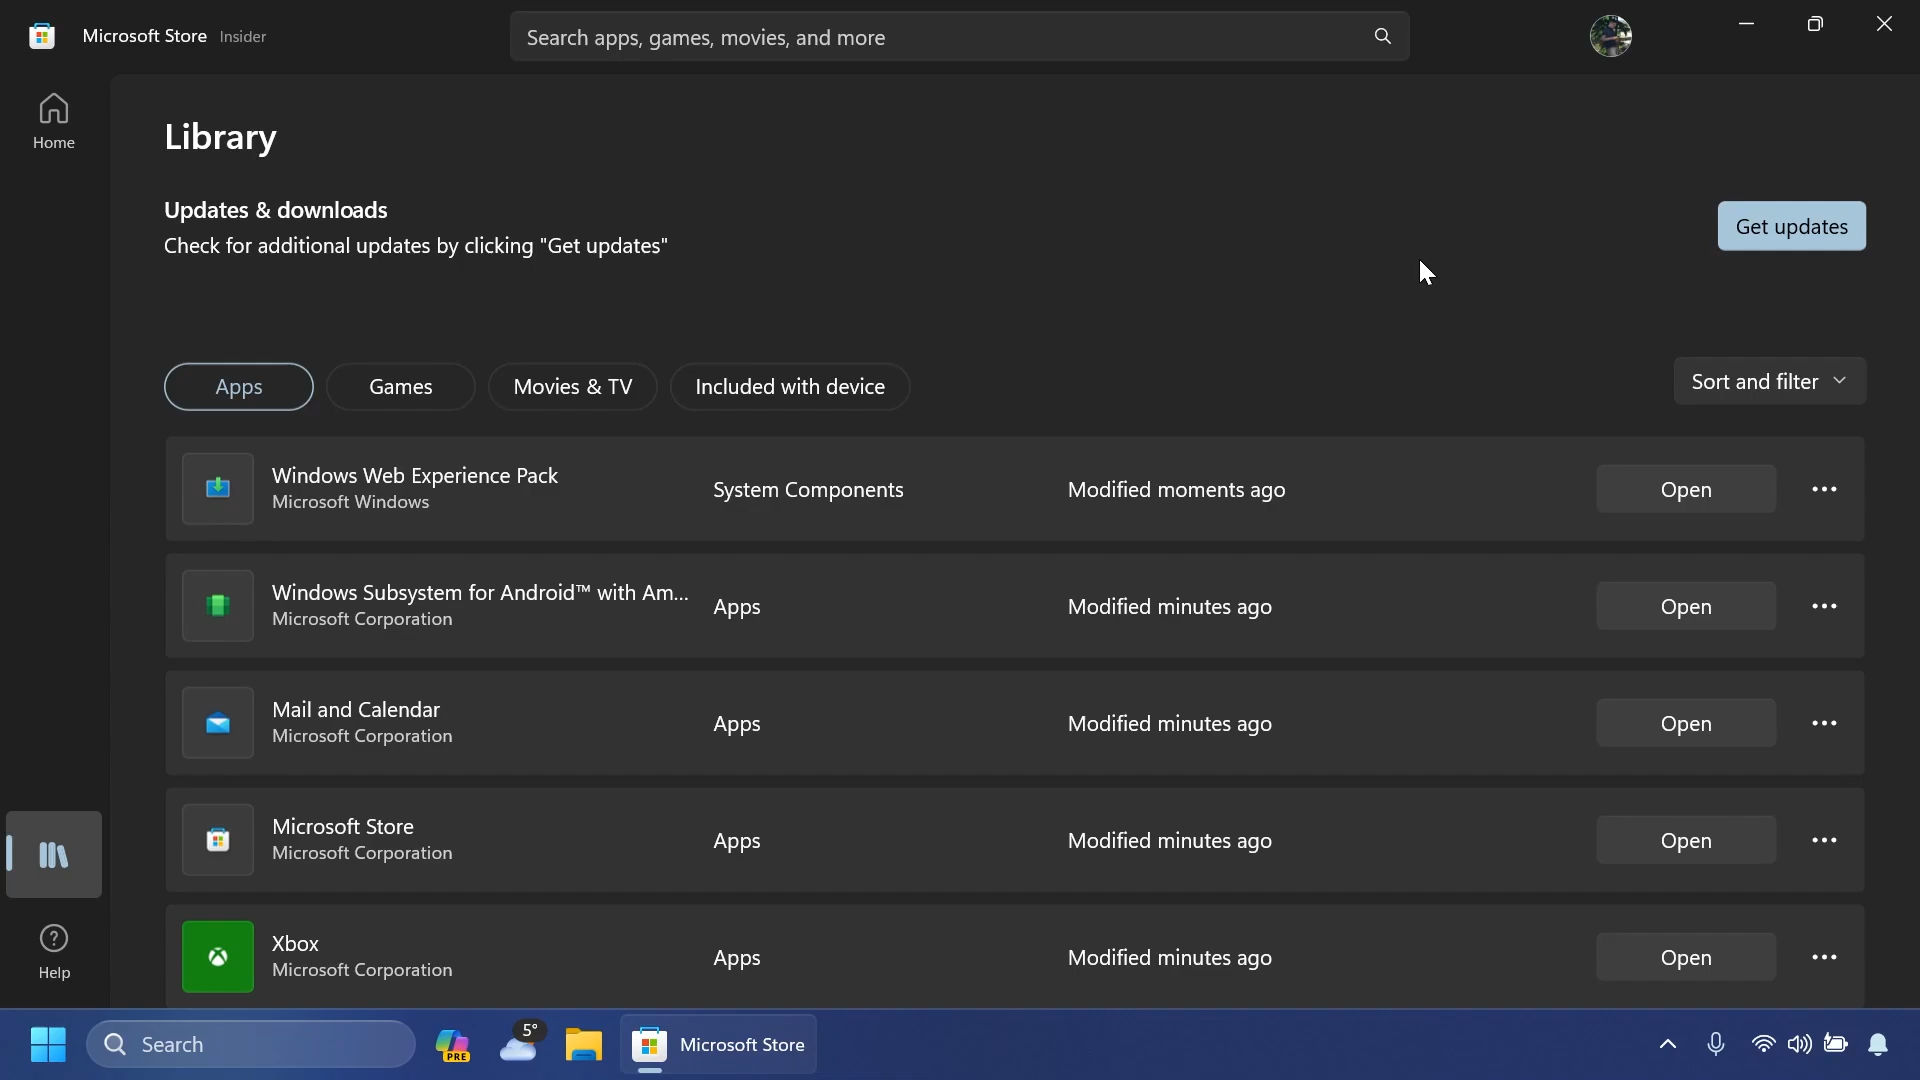 Microsoft Store Insider
Search apps, games, movies, and more
Home
Library
Updates & downloads
Check for additional updates by clicking "Get updates"
Get updates
Apps Games Movies & TV Included with device
Sort and filter
Windows Web Experience Pack
Microsoft Windows
System Components
Modified moments ago
Open
Windows Subsystem for Android™ with Am...
Microsoft Corporation
Apps
Modified minutes ago
Open
Mail and Calendar
Microsoft Corporation
Apps
Modified minutes ago
Open
Microsoft Store
Microsoft Corporation
Apps
Modified minutes ago
Open
Xbox
Microsoft Corporation
Apps
Modified minutes ago
Open
Help
Search
PRE
5°
Microsoft Store